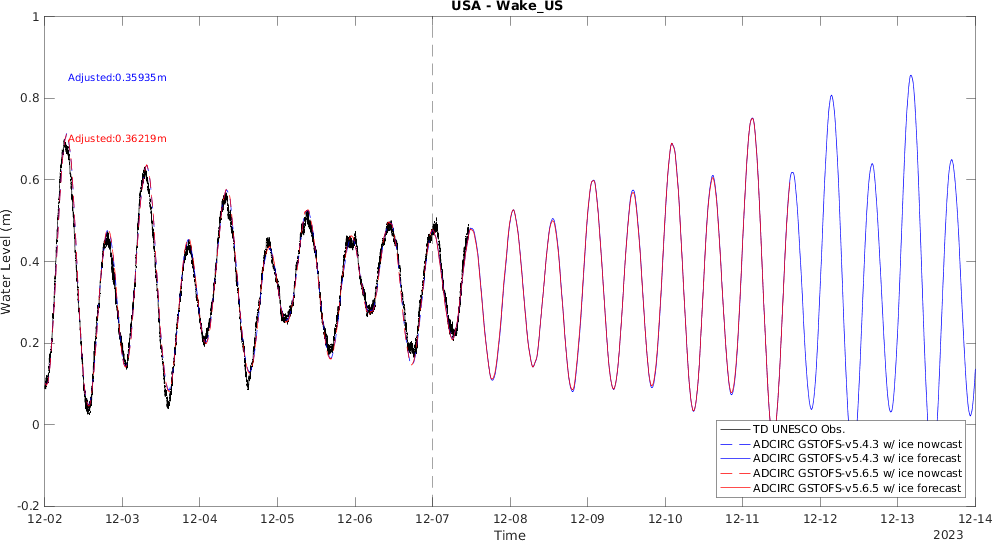 USA - Wake_US
1
0.8
0.6
0.4
0.2
0
-0.2
Water Level (m)
Adjusted:0.35935m
Adjusted:0.36219m
TD UNESCO Obs.
ADCIRC GSTOFS-v5.4.3 w/ ice nowcast
ADCIRC GSTOFS-v5.4.3 w/ ice forecast
ADCIRC GSTOFS-v5.6.5 w/ ice nowcast
ADCIRC GSTOFS-v5.6.5 w/ ice forecast
12-02 12-03 12-04 12-05 12-06 12-07 12-08 12-09 12-10 12-11 12-12 12-13 12-14
Time
2023